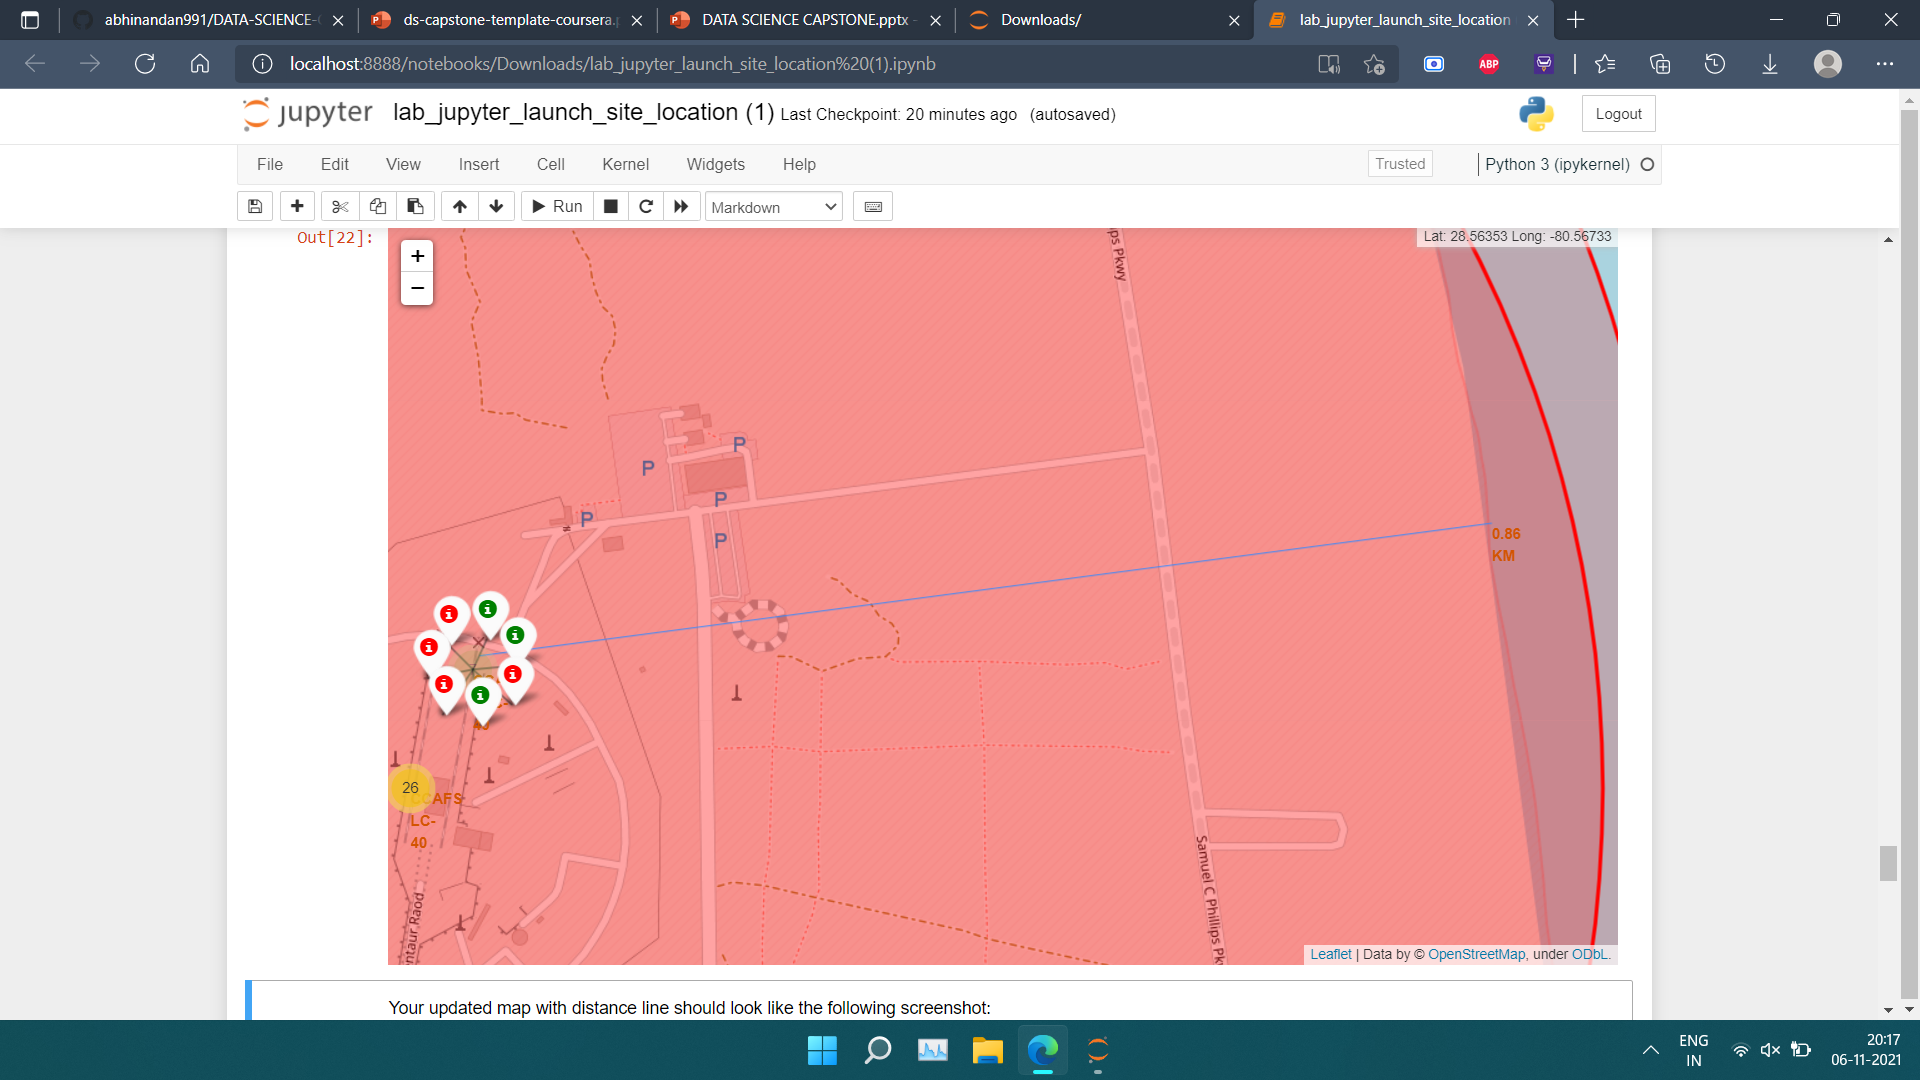 abhinandan991/DATA-SCIENCE-
ds-capstone-template-coursera.
DATA SCIENCE CAPSTONE.pptx -
Downloads/
lab_jupyter_launch_site_location
localhost:8888/notebooks/Downloads/lab_jupyter_launch_site_location%20(1).ipynb
ABP
jupyter lab_jupyter_launch_site_location (1) Last Checkpoint: 20 minutes ago (autosaved)
Logout
File Edit View Insert Cell Kernel Widgets Help
Trusted
Python 3 (ipykernel)
Run
Markdown
Out[22]:
+
−
Lat: 28.56353 Long: -80.56733
ps Pkwy
P
P
P
P
P
0.86
KM
26
CCAFS
LC-
40
ntaur Raod
Samuel C Phillips Pk
Leaflet | Data by © OpenStreetMap, under ODbL.
Your updated map with distance line should look like the following screenshot:
ENG
IN
20:17
06-11-2021